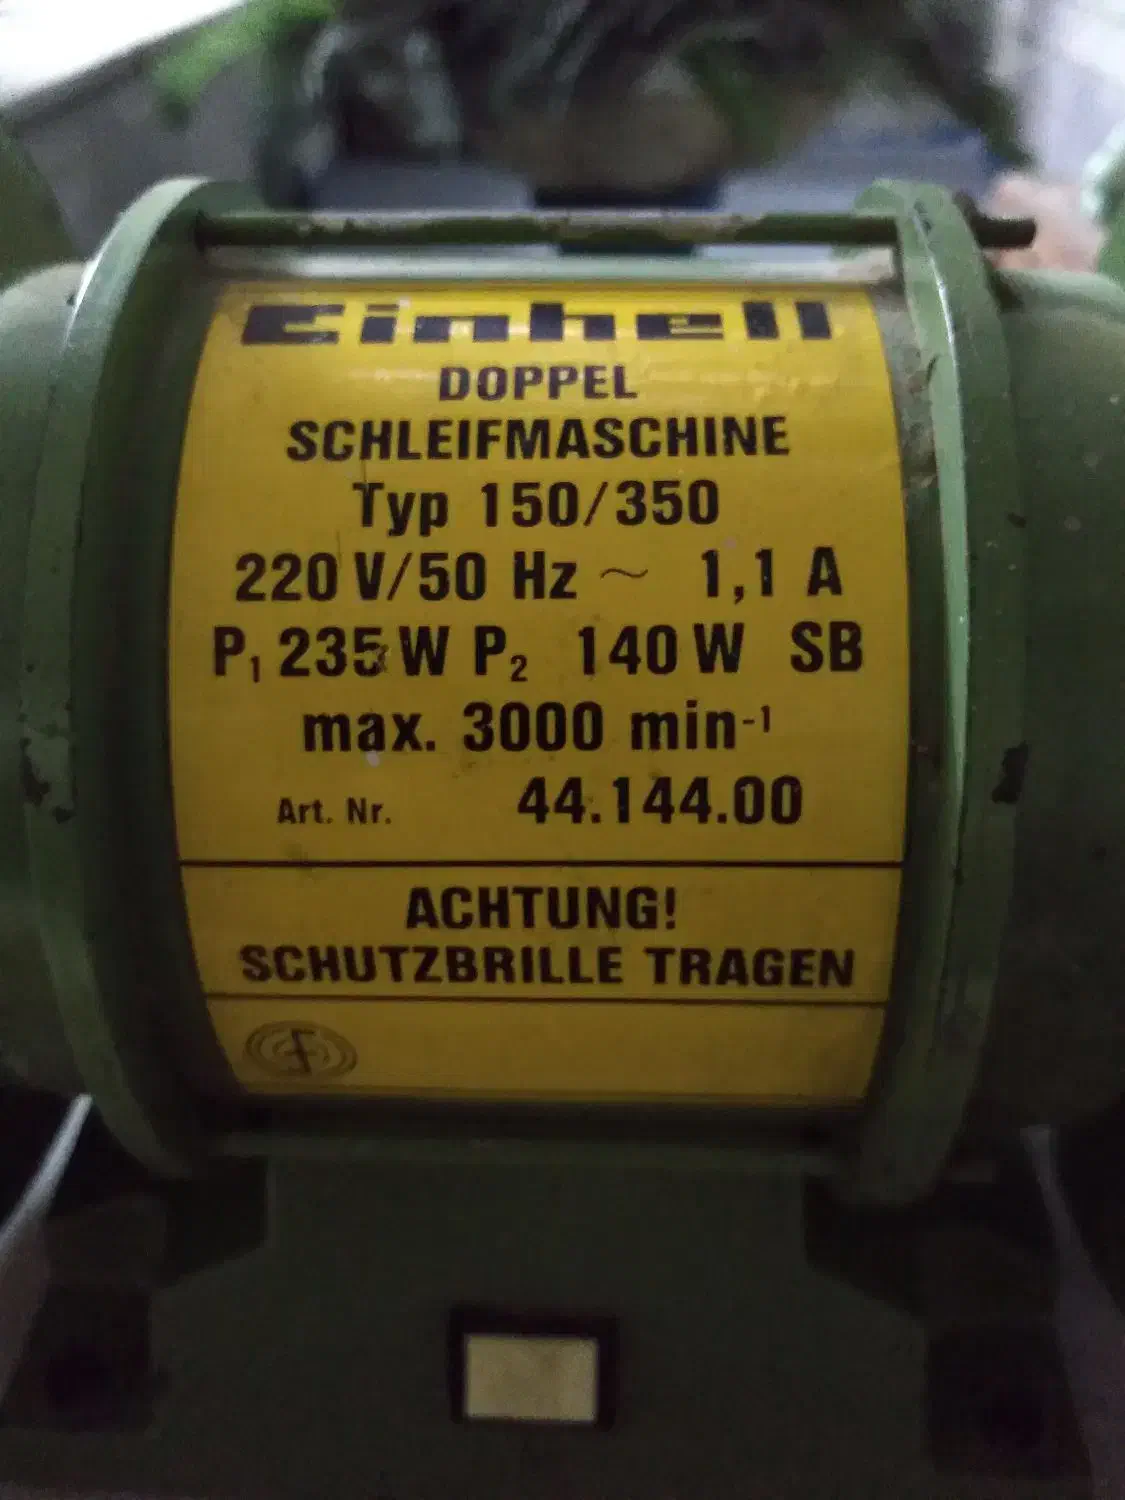 Einhell
DOPPEL
SCHLEIFMASCHINE
Typ 150/350
220 V/50 Hz ~ 1,1 A
P₁ 235 W P₂ 140 W SB
max. 3000 min⁻¹
Art. Nr. 44.144.00
ACHTUNG!
SCHUTZBRILLE TRAGEN